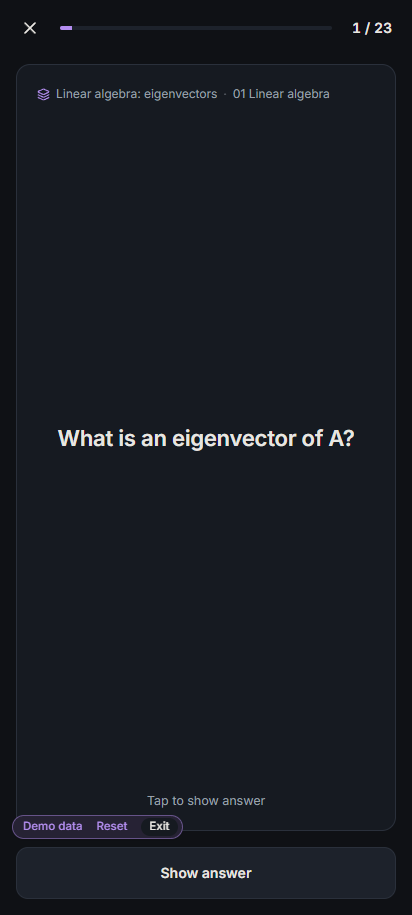 1 / 23
Linear algebra: eigenvectors · 01 Linear algebra
What is an eigenvector of A?
Tap to show answer
Demo data Reset Exit
Show answer